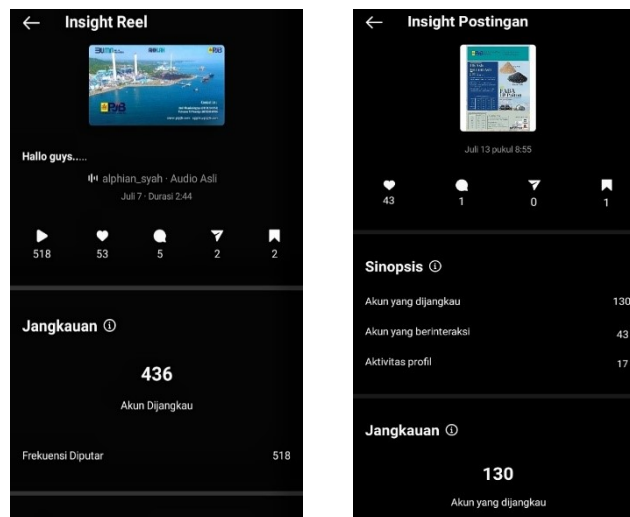 Insight Reel
PJB
Hallo guys.....
alphian_syah · Audio Asli
Juli 7 · Durasi 2:44
518 53 5 2 2
Jangkauan
436
Akun Dijangkau
Frekuensi Diputar 518
Insight Postingan
Juli 13 pukul 8:55
43 1 0 1
Sinopsis
Akun yang dijangkau 130
Akun yang berinteraksi 43
Aktivitas profil 17
Jangkauan
130
Akun yang dijangkau